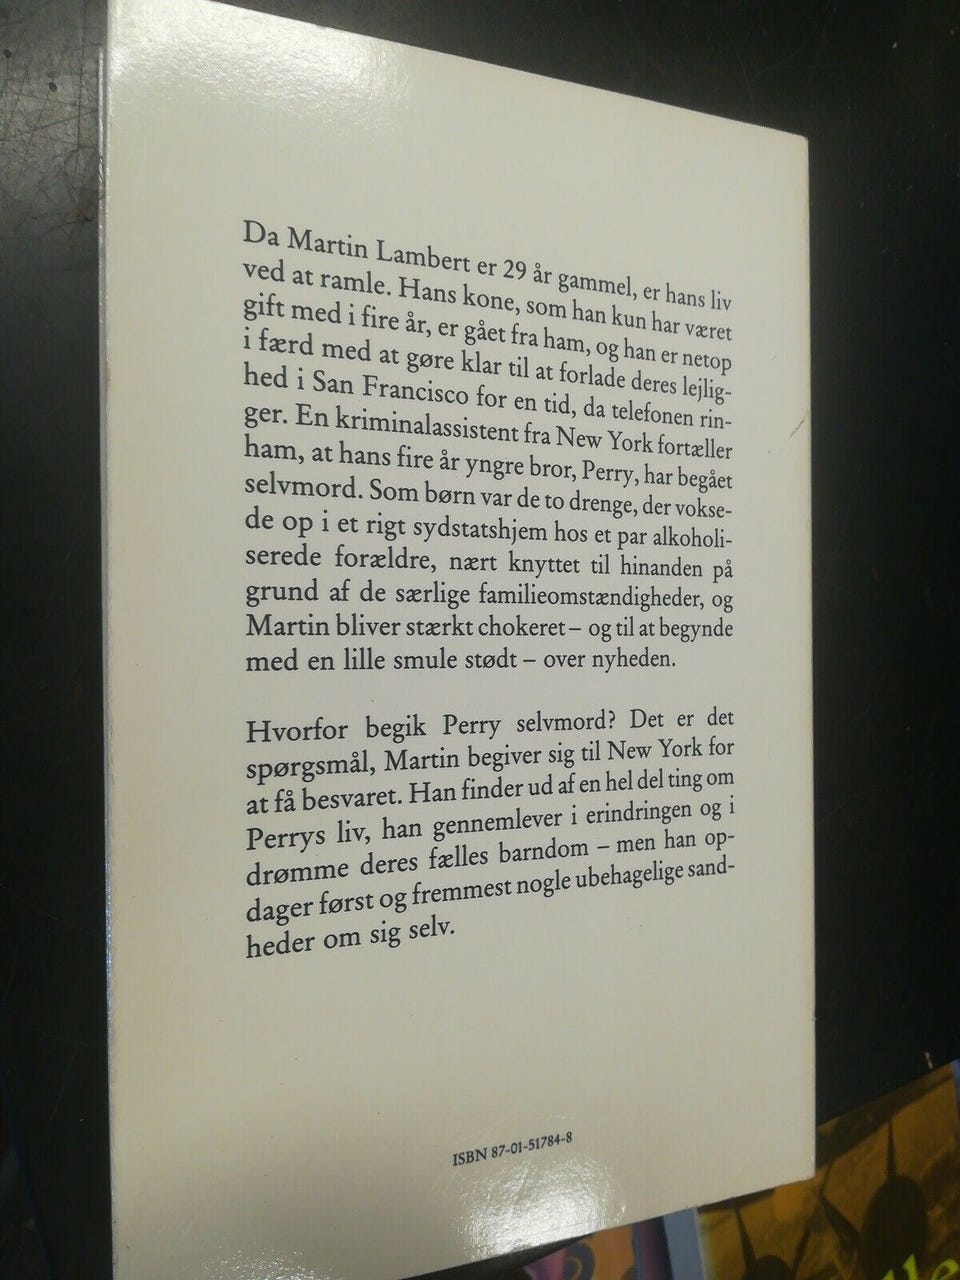 Da Martin Lambert er 29 år gammel, er hans liv
ved at ramle. Hans kone, som han kun har været
gift med i fire år, er gået fra ham, og han er netop
i færd med at gøre klar til at forlade deres lejlig-
hed i San Francisco for en tid, da telefonen rin-
ger. En kriminalassistent fra New York fortæller
ham, at hans fire år yngre bror, Perry, har begået
selvmord. Som børn var de to drenge, der vokse-
de op i et rigt sydstatshjem hos et par alkoholi-
serede forældre, nært knyttet til hinanden på
grund af de særlige familieomstændigheder, og
Martin bliver stærkt chokeret – og til at begynde
med en lille smule stødt – over nyheden.
Hvorfor begik Perry selvmord? Det er det
spørgsmål, Martin begiver sig til New York for
at få besvaret. Han finder ud af en hel del ting om
Perrys liv, han gennemlever i erindringen og i
drømme deres fælles barndom – men han op-
dager først og fremmest nogle ubehagelige sand-
heder om sig selv.
ISBN 87-01-51784-8